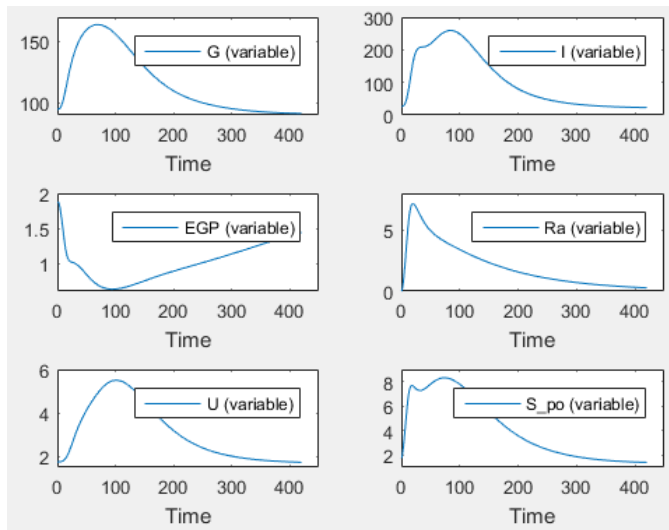 150
100
G (variable)
0 100 200 300 400
Time
300
200
100
0
I (variable)
0 100 200 300 400
Time
2
1.5
1
EGP (variable)
0 100 200 300 400
Time
5
0
Ra (variable)
0 100 200 300 400
Time
6
4
2
U (variable)
0 100 200 300 400
Time
8
6
4
2
S_po (variable)
0 100 200 300 400
Time